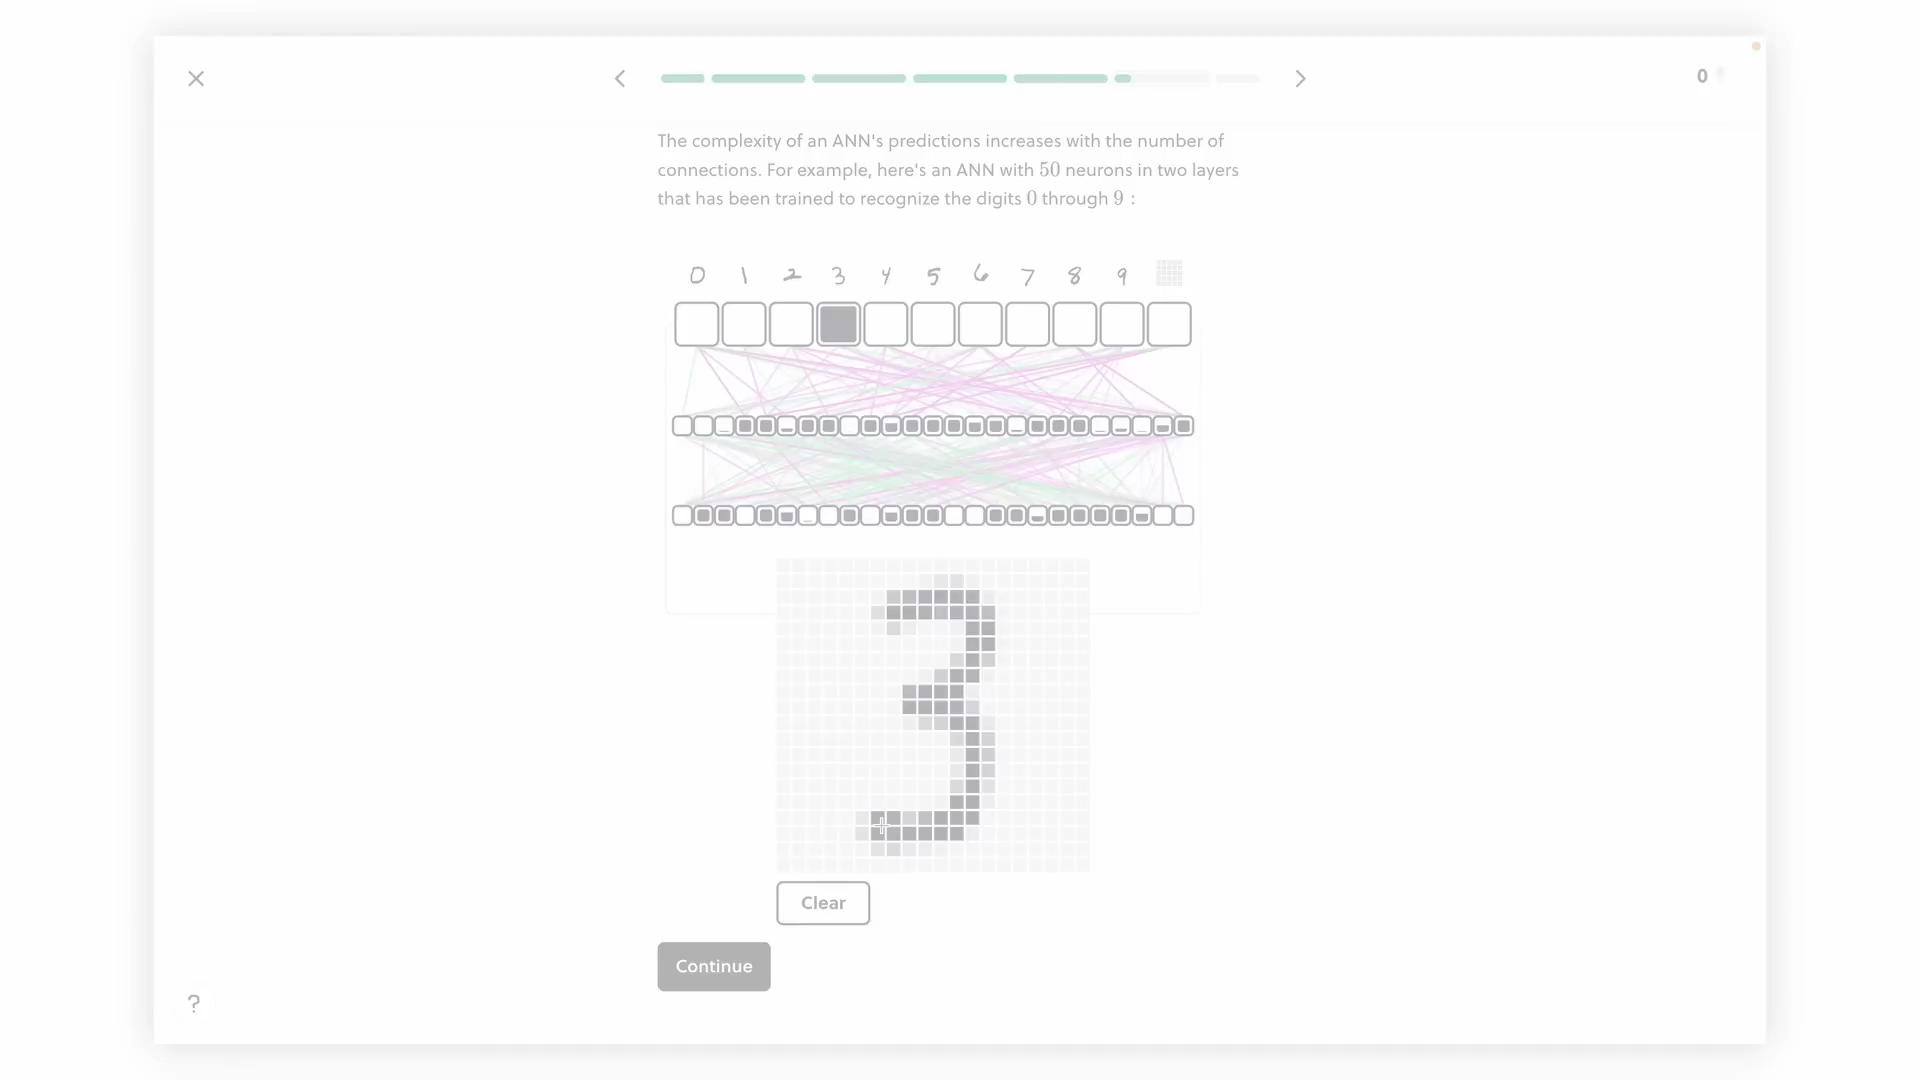 0
The complexity of an ANN's predictions increases with the number of
connections. For example, here's an ANN with 50 neurons in two layers
that has been trained to recognize the digits 0 through 9 :
0 1 2 3 4 5 6 7 8 9
3
Clear
Continue
?